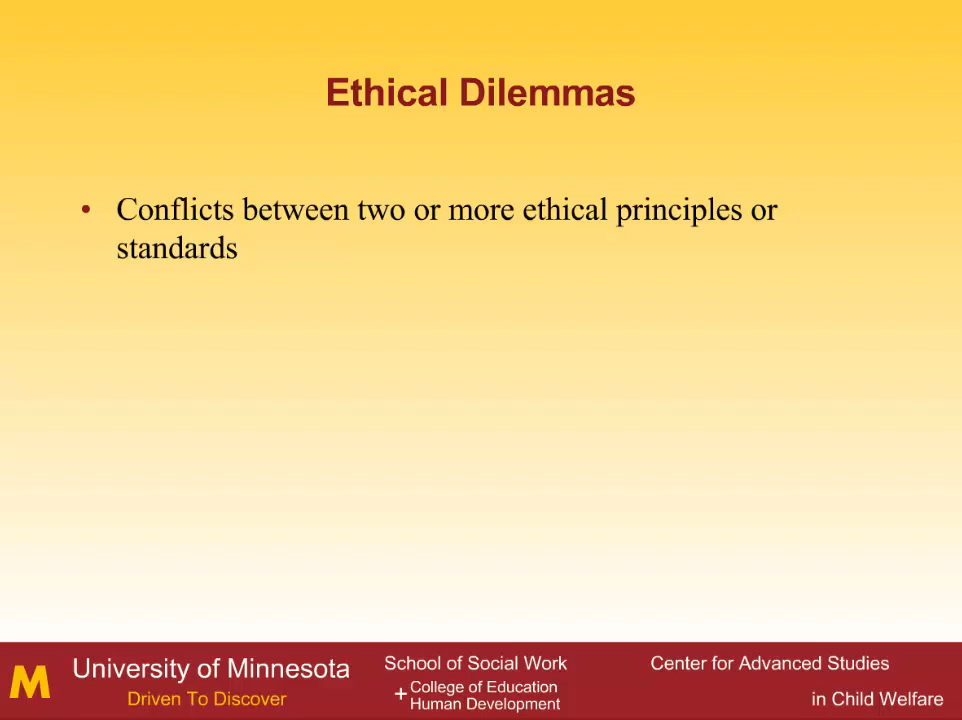 Ethical Dilemmas
• Conflicts between two or more ethical principles or
standards
M
University of Minnesota
Driven To Discover
School of Social Work
+ College of Education
Human Development
Center for Advanced Studies
in Child Welfare